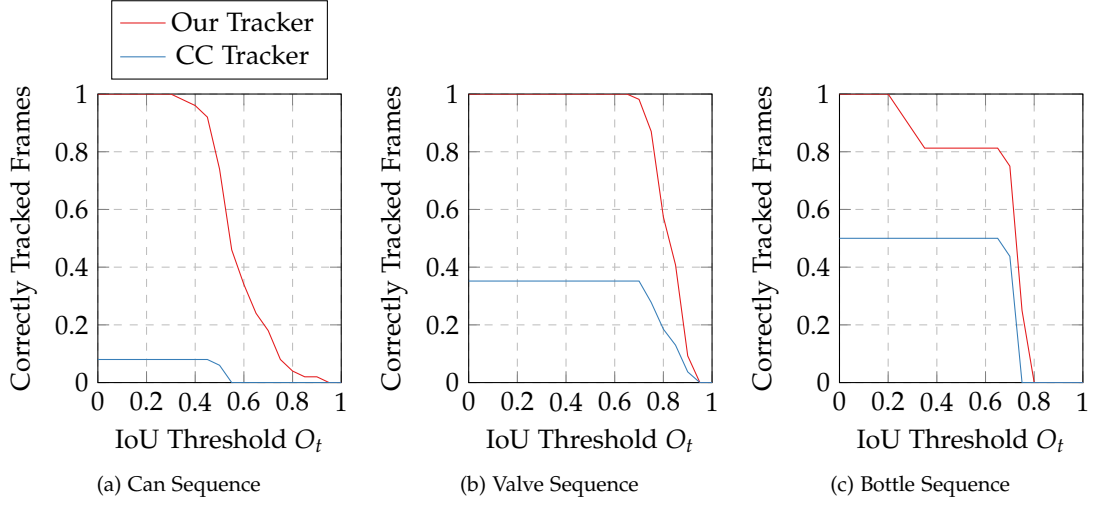 Our Tracker
CC Tracker
Correctly Tracked Frames
1
0.8
0.6
0.4
0.2
0
0 0.2 0.4 0.6 0.8 1
IoU Threshold O_t
(a) Can Sequence
Correctly Tracked Frames
1
0.8
0.6
0.4
0.2
0
0 0.2 0.4 0.6 0.8 1
IoU Threshold O_t
(b) Valve Sequence
Correctly Tracked Frames
1
0.8
0.6
0.4
0.2
0
0 0.2 0.4 0.6 0.8 1
IoU Threshold O_t
(c) Bottle Sequence